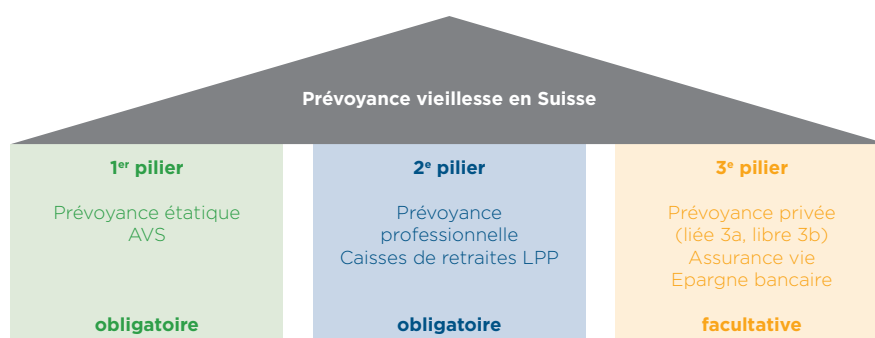 Prévoyance vieillesse en Suisse
1er pilier
Prévoyance étatique
AVS
obligatoire
2e pilier
Prévoyance
professionnelle
Caisses de retraites LPP
obligatoire
3e pilier
Prévoyance privée
(liée 3a, libre 3b)
Assurance vie
Epargne bancaire
facultative